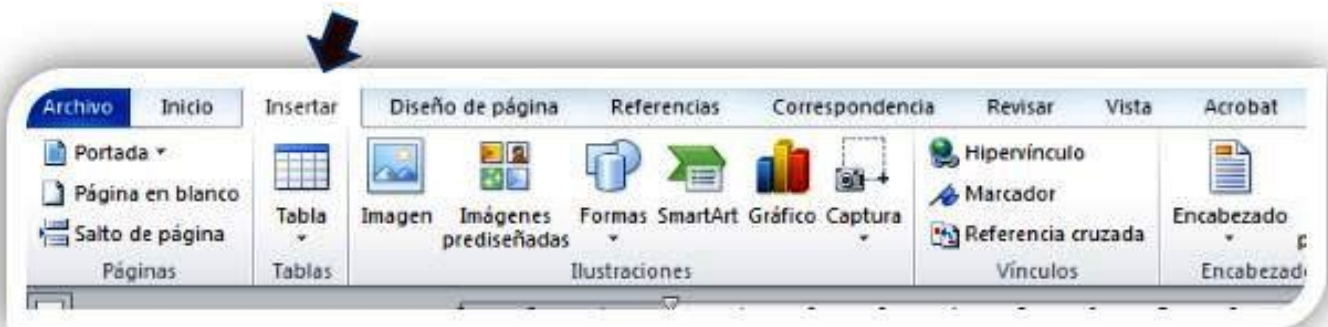 Archivo Inicio Insertar Diseño de página Referencias Correspondencia Revisar Vista Acrobat
Portada
Página en blanco
Salto de página
Páginas
Tabla
Tablas
Imagen
Imágenes
prediseñadas
Formas
SmartArt
Gráfico
Captura
Ilustraciones
Hipervínculo
Marcador
Referencia cruzada
Vínculos
Encabezado